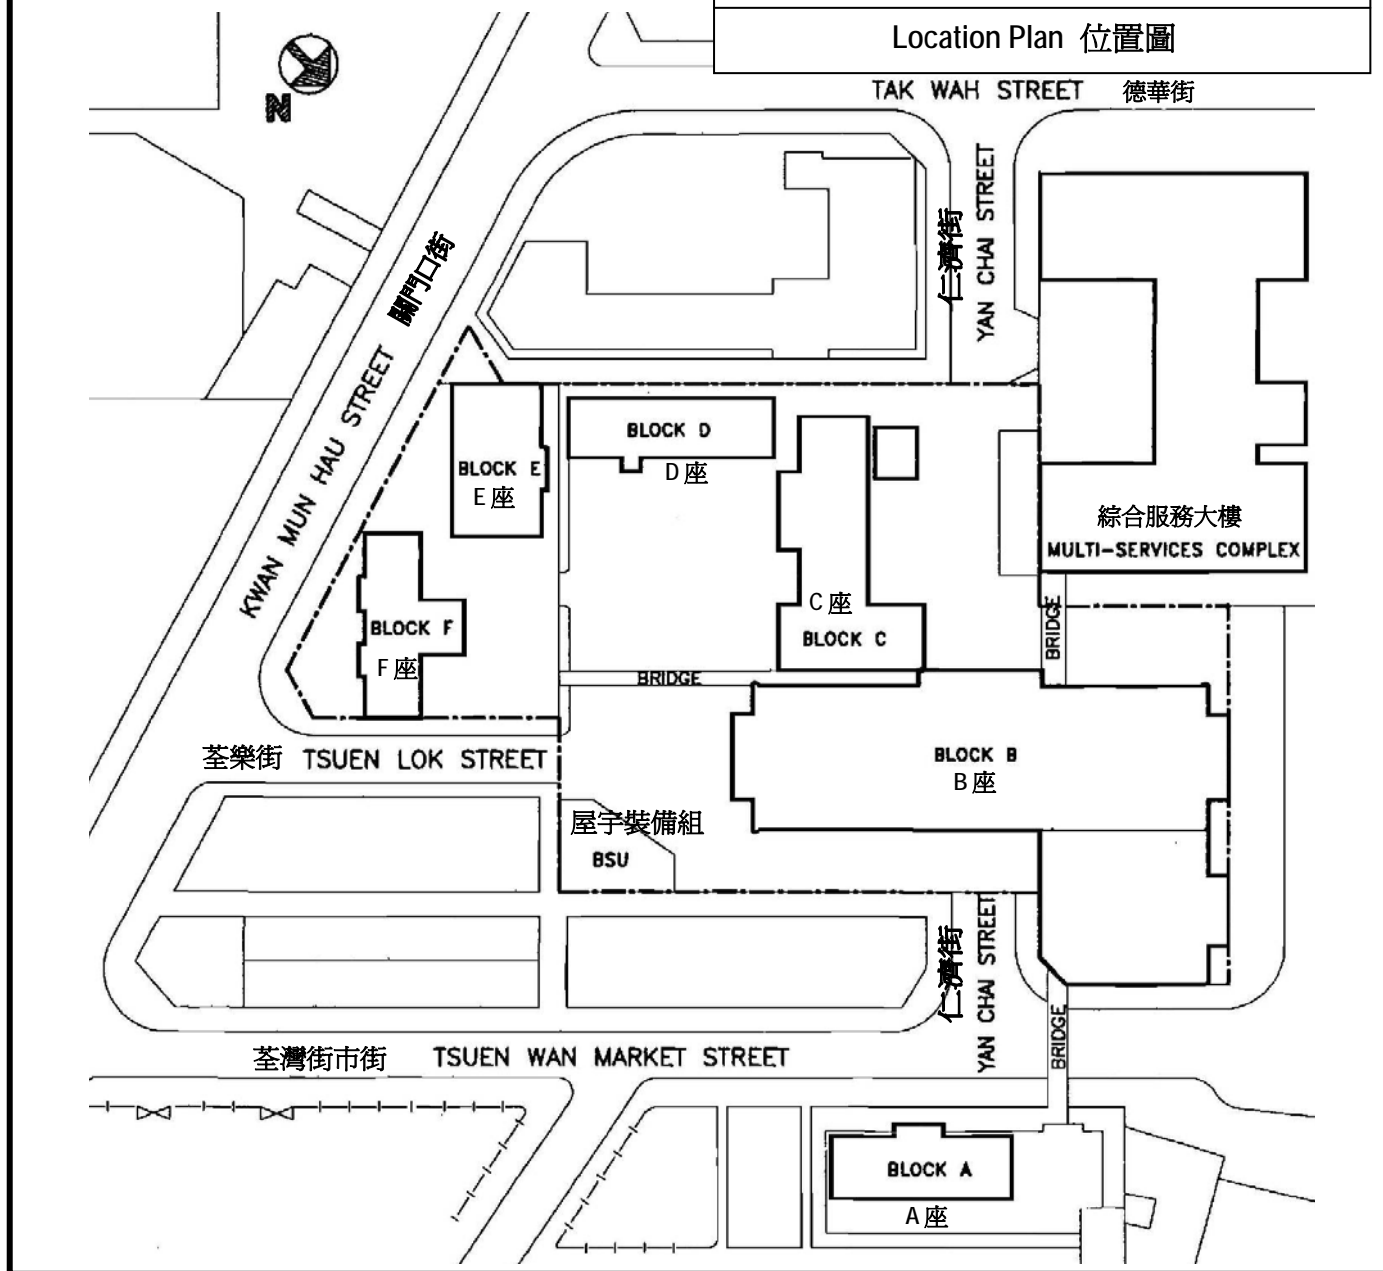 Location Plan 位置圖
N
TAK WAH STREET 德華街
仁濟街
YAN CHAI STREET
關門口街
KWAN MUN HAU STREET
BLOCK D
D座
BLOCK E
E座
綜合服務大樓
MULTI-SERVICES COMPLEX
C座
BLOCK C
BLOCK F
F座
BRIDGE
BRIDGE
荃樂街 TSUEN LOK STREET
BLOCK B
B座
屋宇裝備組
BSU
仁濟街
YAN CHAI STREET
BRIDGE
荃灣街市街 TSUEN WAN MARKET STREET
BLOCK A
A座